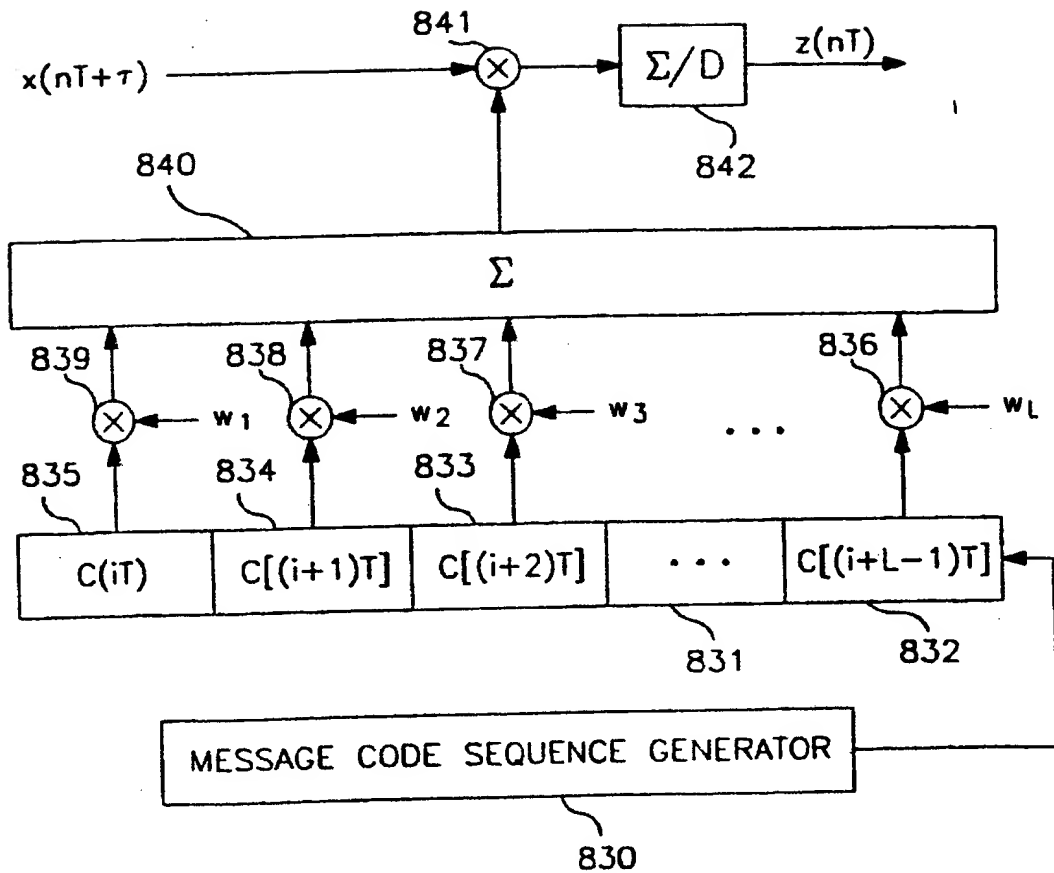 841
z(nT)
x(nT+τ)
Σ/D
842
840
Σ
839
838
837
836
w1
w2
w3
...
wL
835
834
833
C(iT)
C[(i+1)T]
C[(i+2)T]
...
C[(i+L-1)T]
831
832
MESSAGE CODE SEQUENCE GENERATOR
830